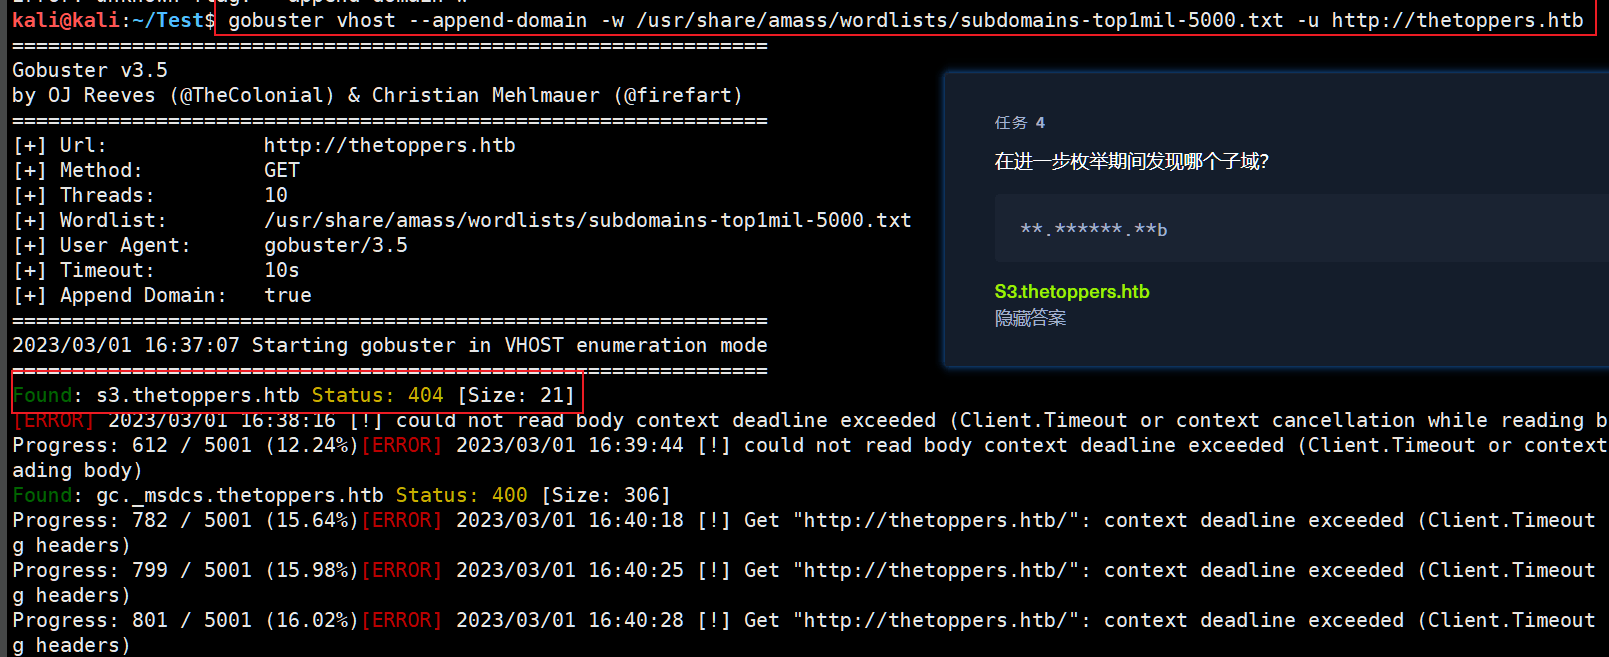 kali@kali:~/Test$ gobuster vhost --append-domain -w /usr/share/amass/wordlists/subdomains-top1mil-5000.txt -u http://thetoppers.htb
===============================================================
Gobuster v3.5
by OJ Reeves (@TheColonial) & Christian Mehlmauer (@firefart)
===============================================================
[+] Url:             http://thetoppers.htb
[+] Method:          GET
[+] Threads:         10
[+] Wordlist:        /usr/share/amass/wordlists/subdomains-top1mil-5000.txt
[+] User Agent:      gobuster/3.5
[+] Timeout:         10s
[+] Append Domain:   true
===============================================================
2023/03/01 16:37:07 Starting gobuster in VHOST enumeration mode
===============================================================
Found: s3.thetoppers.htb Status: 404 [Size: 21]
[ERROR] 2023/03/01 16:38:16 [!] could not read body context deadline exceeded (Client.Timeout or context cancellation while reading b
Progress: 612 / 5001 (12.24%)[ERROR] 2023/03/01 16:39:44 [!] could not read body context deadline exceeded (Client.Timeout or context
ading body)
Found: gc._msdcs.thetoppers.htb Status: 400 [Size: 306]
Progress: 782 / 5001 (15.64%)[ERROR] 2023/03/01 16:40:18 [!] Get "http://thetoppers.htb/": context deadline exceeded (Client.Timeout
g headers)
Progress: 799 / 5001 (15.98%)[ERROR] 2023/03/01 16:40:25 [!] Get "http://thetoppers.htb/": context deadline exceeded (Client.Timeout
g headers)
Progress: 801 / 5001 (16.02%)[ERROR] 2023/03/01 16:40:28 [!] Get "http://thetoppers.htb/": context deadline exceeded (Client.Timeout
g headers)
任务 4
在进一步枚举期间发现哪个子域?
**.******.**b
S3.thetoppers.htb
隐藏答案